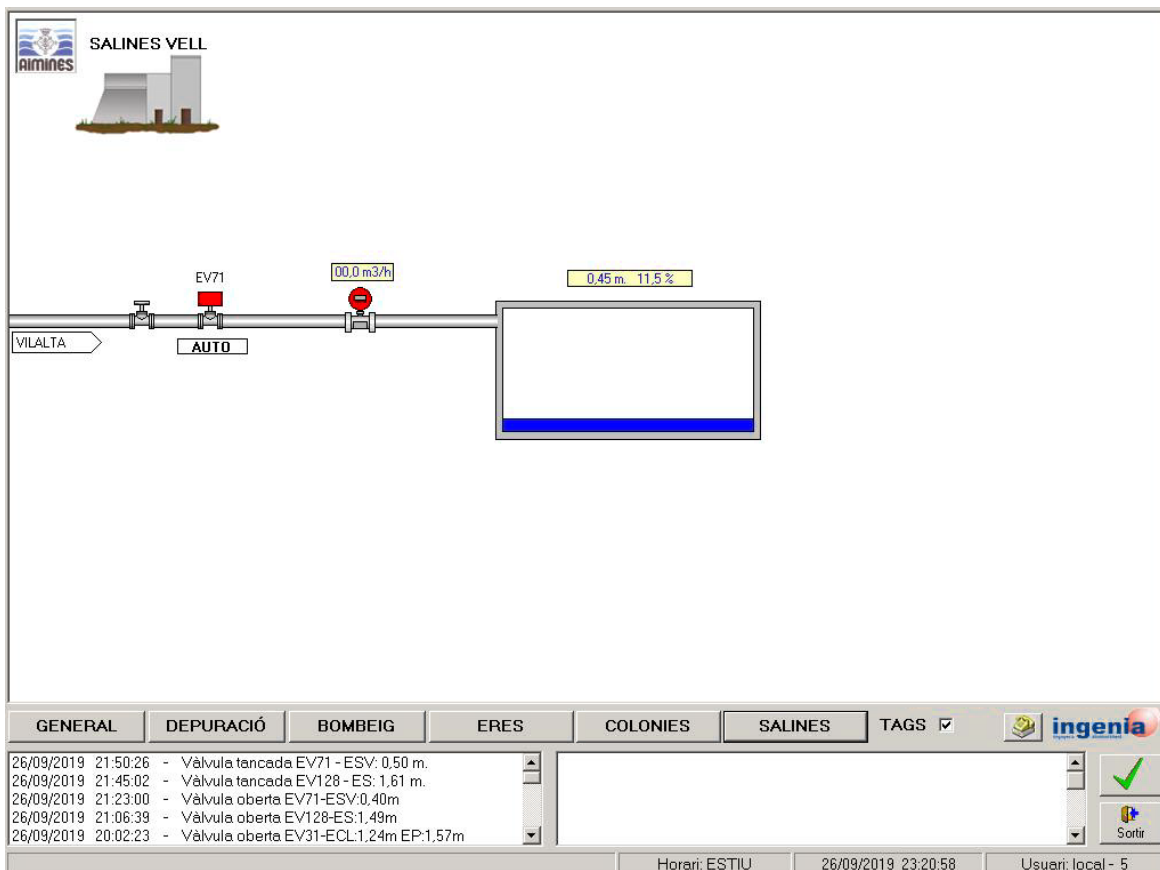 AIMINES
SALINES VELL
EV71
00,0 m3/h
0,45 m. 11,5 %
VILALTA
AUTO
GENERAL
DEPURACIÓ
BOMBEIG
ERES
COLONIES
SALINES
TAGS
ingenia
26/09/2019 21:50:26 - Vàlvula tancada EV71 - ESV: 0,50 m.
26/09/2019 21:45:02 - Vàlvula tancada EV128 - ES: 1,61 m.
26/09/2019 21:23:00 - Vàlvula oberta EV71-ESV:0,40m
26/09/2019 21:06:39 - Vàlvula oberta EV128-ES:1,49m
26/09/2019 20:02:23 - Vàlvula oberta EV31-ECL:1,24m EP:1,57m
Sortir
Horari: ESTIU
26/09/2019 23:20:58
Usuari: local - 5